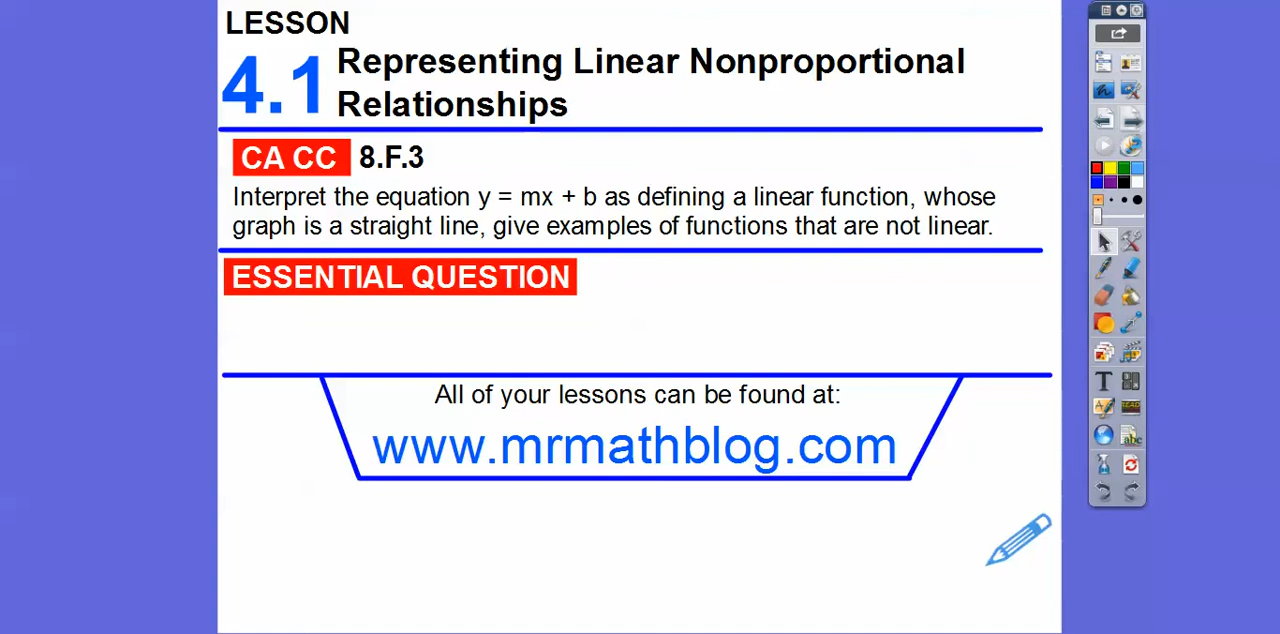 LESSON
4.1 Representing Linear Nonproportional
Relationships
CA CC 8.F.3
Interpret the equation y = mx + b as defining a linear function, whose
graph is a straight line, give examples of functions that are not linear.
ESSENTIAL QUESTION
All of your lessons can be found at:
www.mrmathblog.com